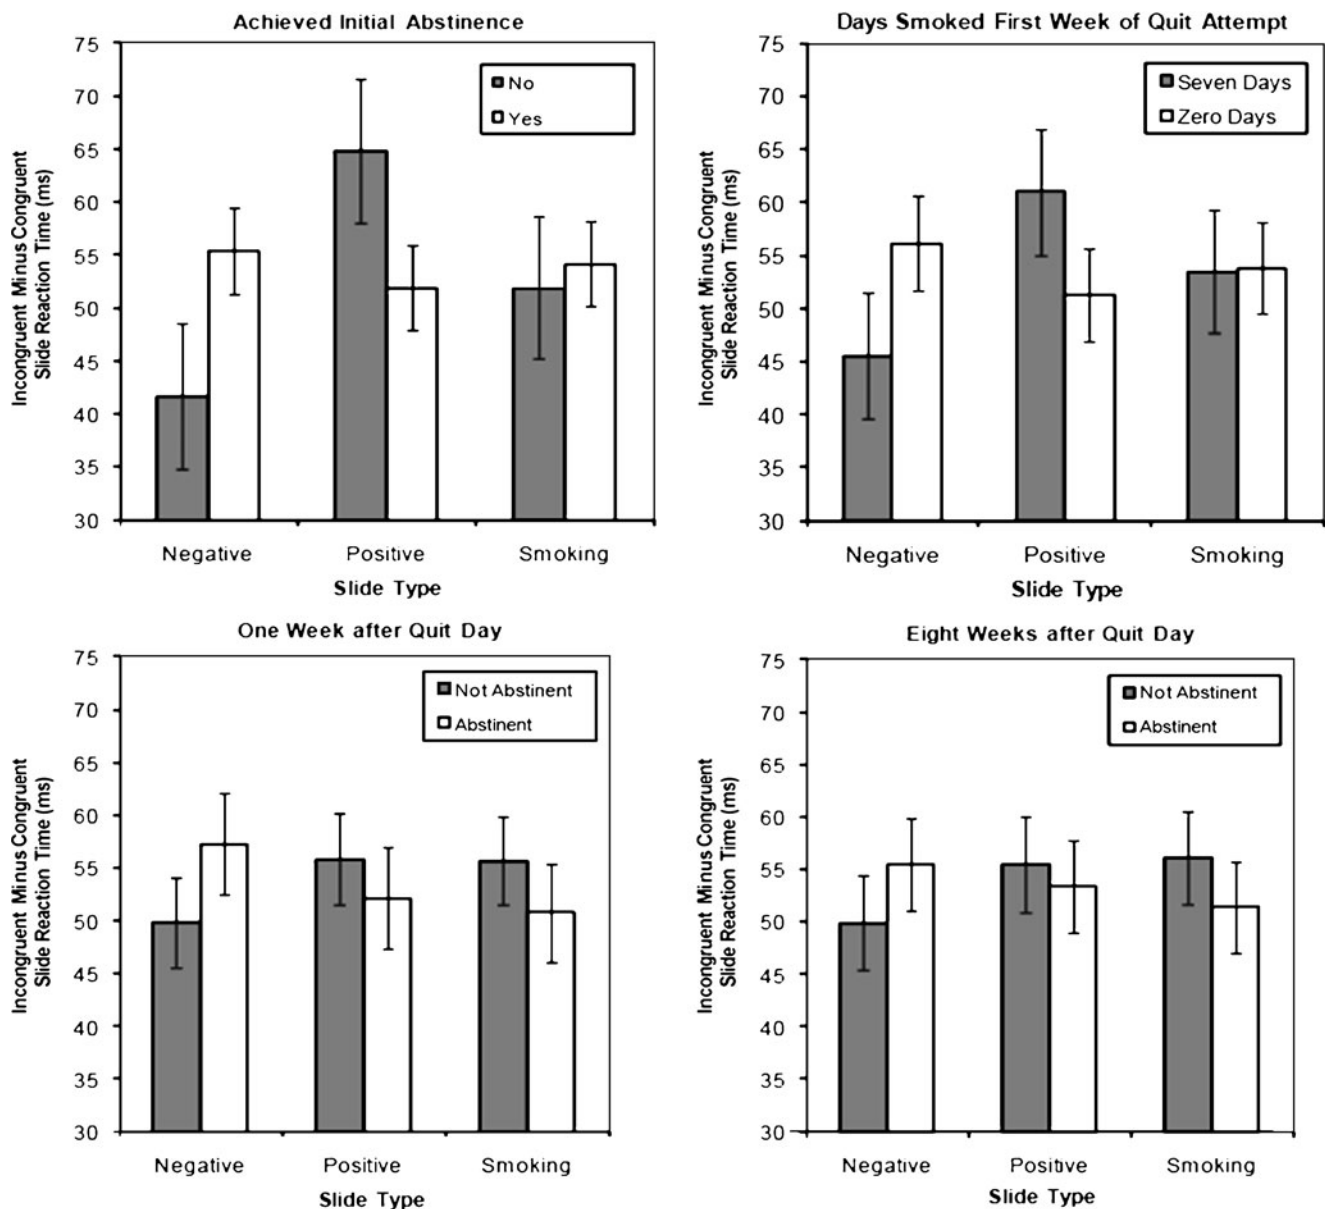 Achieved Initial Abstinence
75
70
65
60
55
50
45
40
35
30
Incongruent Minus Congruent
Slide Reaction Time (ms)
No
Yes
Negative Positive Smoking
Slide Type
Days Smoked First Week of Quit Attempt
75
70
65
60
55
50
45
40
35
30
Incongruent Minus Congruent
Slide Reaction Time (ms)
Seven Days
Zero Days
Negative Positive Smoking
Slide Type
One Week after Quit Day
75
70
65
60
55
50
45
40
35
30
Incongruent Minus Congruent
Slide Reaction Time (ms)
Not Abstinent
Abstinent
Negative Positive Smoking
Slide Type
Eight Weeks after Quit Day
75
70
65
60
55
50
45
40
35
30
Incongruent Minus Congruent
Slide Reaction Time (ms)
Not Abstinent
Abstinent
Negative Positive Smoking
Slide Type